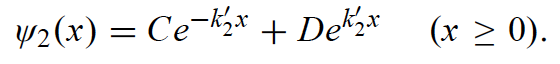 ψ₂(x) = Ce^{−k′₂x} + De^{k′₂x} (x ≥ 0).